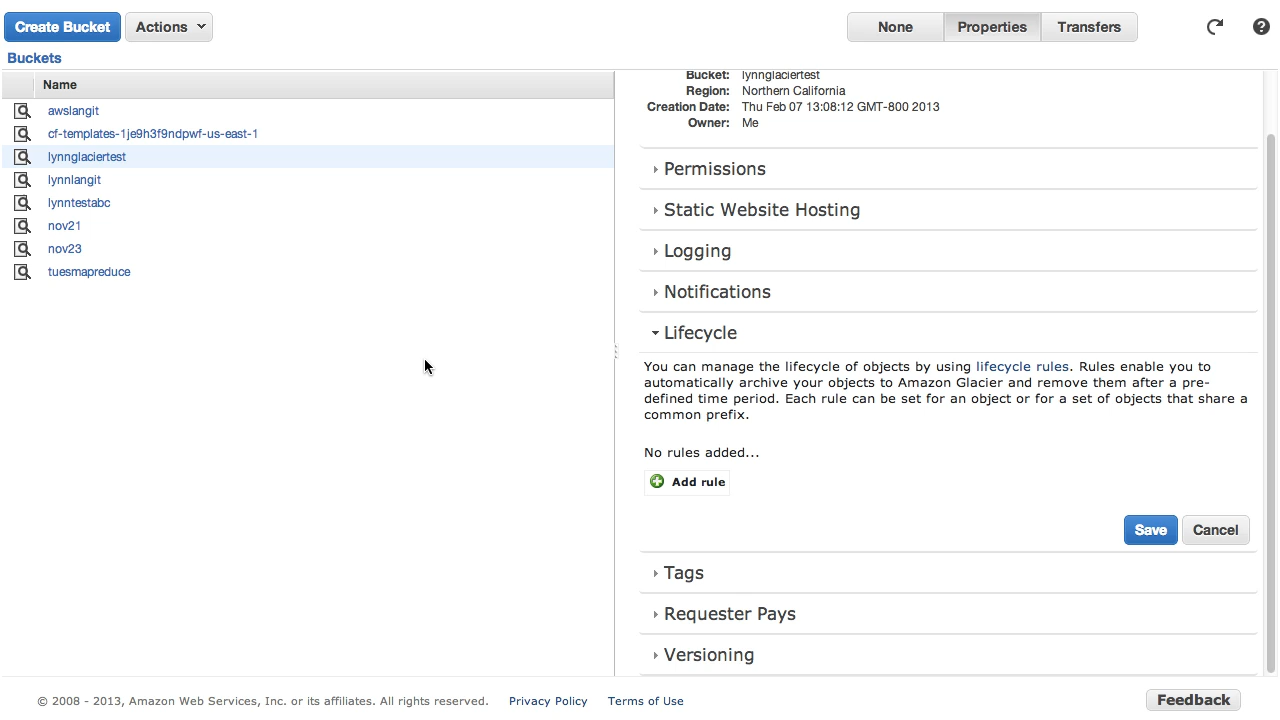 Create Bucket
Actions
None
Properties
Transfers
Buckets
Name
awslangit
cf-templates-1je9h3f9ndpwf-us-east-1
lynnglaciertest
lynnlangit
lynntestabc
nov21
nov23
tuesmapreduce
Bucket: lynnglaciertest
Region: Northern California
Creation Date: Thu Feb 07 13:08:12 GMT-800 2013
Owner: Me
Permissions
Static Website Hosting
Logging
Notifications
Lifecycle
You can manage the lifecycle of objects by using lifecycle rules. Rules enable you to
automatically archive your objects to Amazon Glacier and remove them after a pre-
defined time period. Each rule can be set for an object or for a set of objects that share a
common prefix.
No rules added...
Add rule
Save
Cancel
Tags
Requester Pays
Versioning
© 2008 - 2013, Amazon Web Services, Inc. or its affiliates. All rights reserved.
Privacy Policy
Terms of Use
Feedback